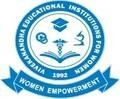 VIVEKANANDHA EDUCATIONAL INSTITUTIONS FOR WOMEN
1992
WOMEN EMPOWERMENT